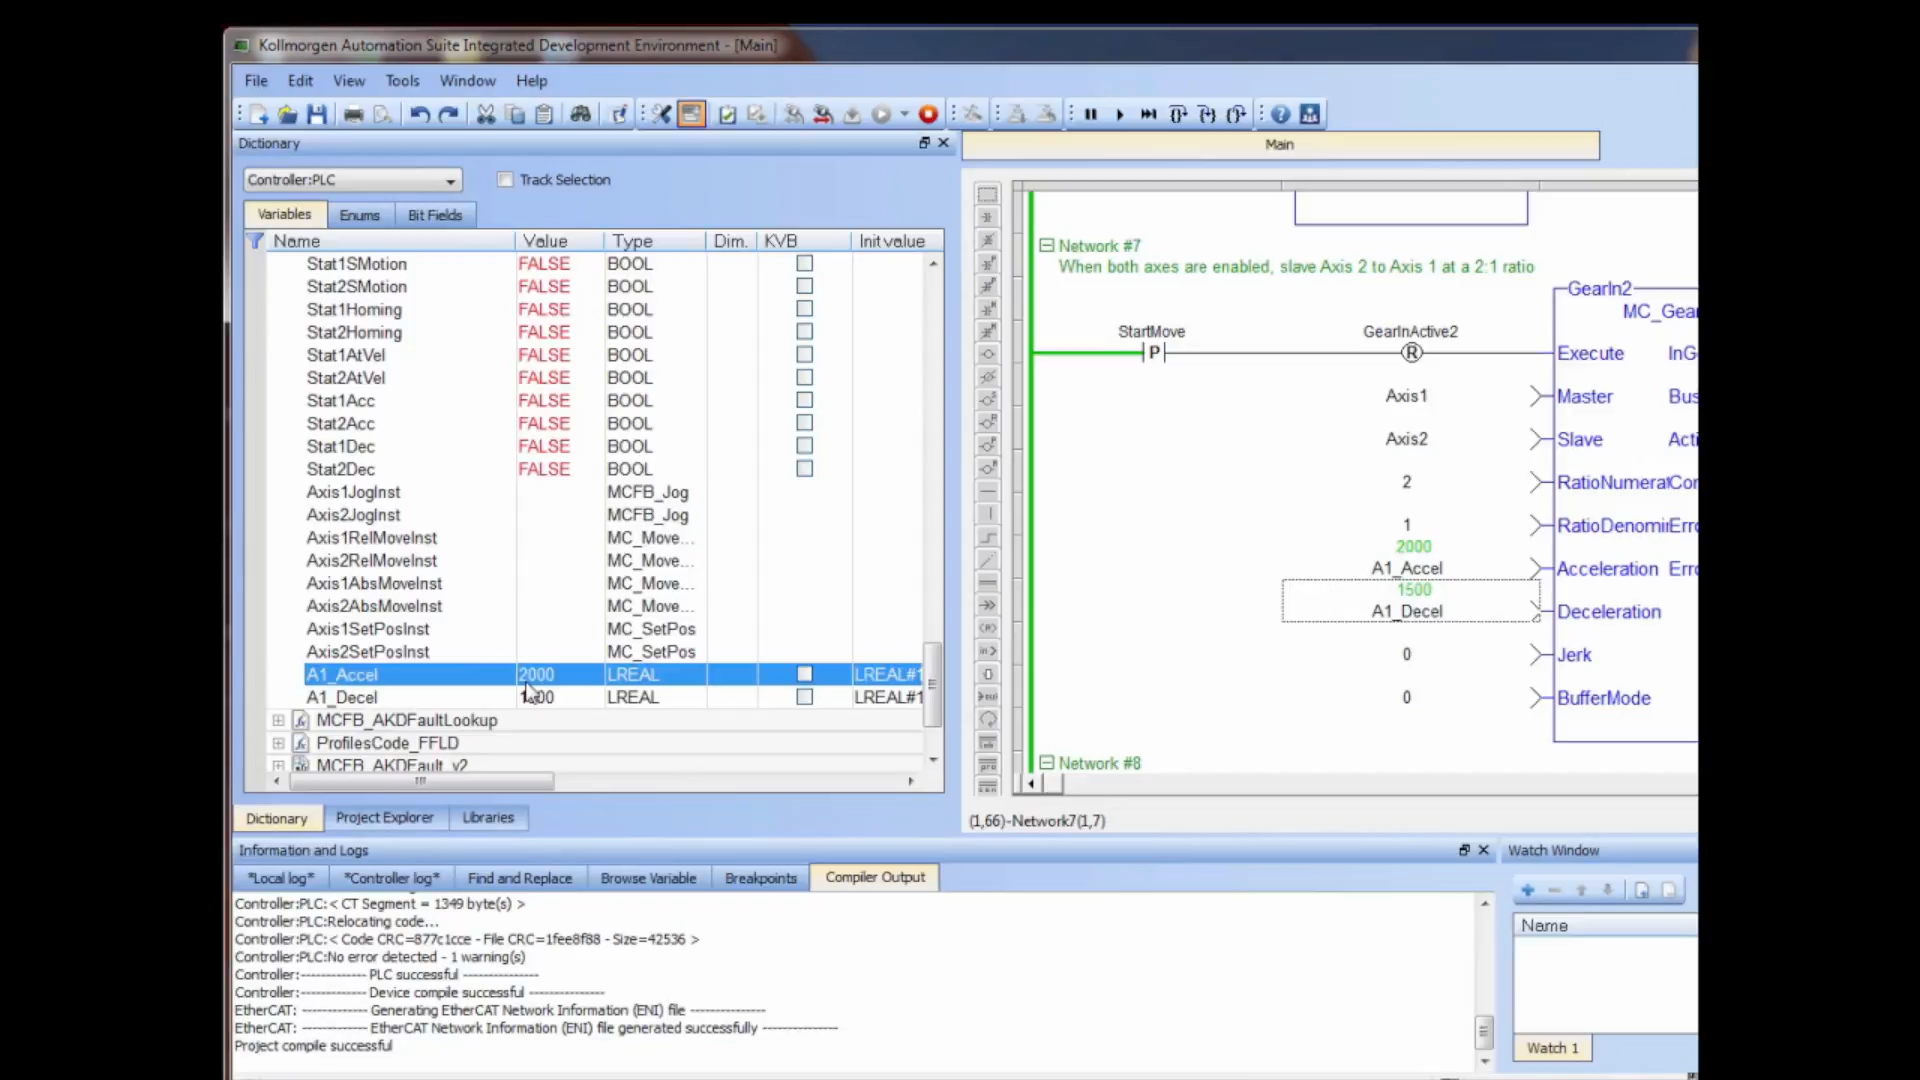 Kollmorgen Automation Suite Integrated Development Environment - [Main]
File Edit View Tools Window Help
Dictionary
Controller:PLC
Track Selection
Variables Enums Bit Fields
Name Value Type Dim. KVB Init value
Stat1SMotion FALSE BOOL
Stat2SMotion FALSE BOOL
Stat1Homing FALSE BOOL
Stat2Homing FALSE BOOL
Stat1AtVel FALSE BOOL
Stat2AtVel FALSE BOOL
Stat1Acc FALSE BOOL
Stat2Acc FALSE BOOL
Stat1Dec FALSE BOOL
Stat2Dec FALSE BOOL
Axis1JogInst MCFB_Jog
Axis2JogInst MCFB_Jog
Axis1RelMoveInst MC_Move...
Axis2RelMoveInst MC_Move...
Axis1AbsMoveInst MC_Move...
Axis2AbsMoveInst MC_Move...
Axis1SetPosInst MC_SetPos
Axis2SetPosInst MC_SetPos
A1_Accel 2000 LREAL LREAL#1
A1_Decel LREAL LREAL#1
MCFB_AKDFaultLookup
ProfilesCode_FFLD
MCFB_AKDFault_v2
Dictionary Project Explorer Libraries
Main
Network #7
When both axes are enabled, slave Axis 2 to Axis 1 at a 2:1 ratio
GearIn2
MC_Gear
StartMove GearInActive2
P R Execute InG
Axis1 Master Bus
Axis2 Slave Acti
2 RatioNumerat Con
1 RatioDenomin Erro
2000
A1_Accel Acceleration Erro
1500
A1_Decel Deceleration
0 Jerk
0 BufferMode
Network #8
(1,66)-Network7(1,7)
Information and Logs
*Local log* *Controller log* Find and Replace Browse Variable Breakpoints Compiler Output
Controller:PLC:< CT Segment = 1349 byte(s) >
Controller:PLC:Relocating code...
Controller:PLC:< Code CRC=877c1cce - File CRC=1fee8f88 - Size=42536 >
Controller:PLC:No error detected - 1 warning(s)
Controller:------------- PLC successful --------------
Controller:------------- Device compile successful --------------
EtherCAT: -------------- Generating EtherCAT Network Information (ENI) file --------------
EtherCAT: -------------- EtherCAT Network Information (ENI) file generated successfully --------------
Project compile successful
Watch Window
Name
Watch 1